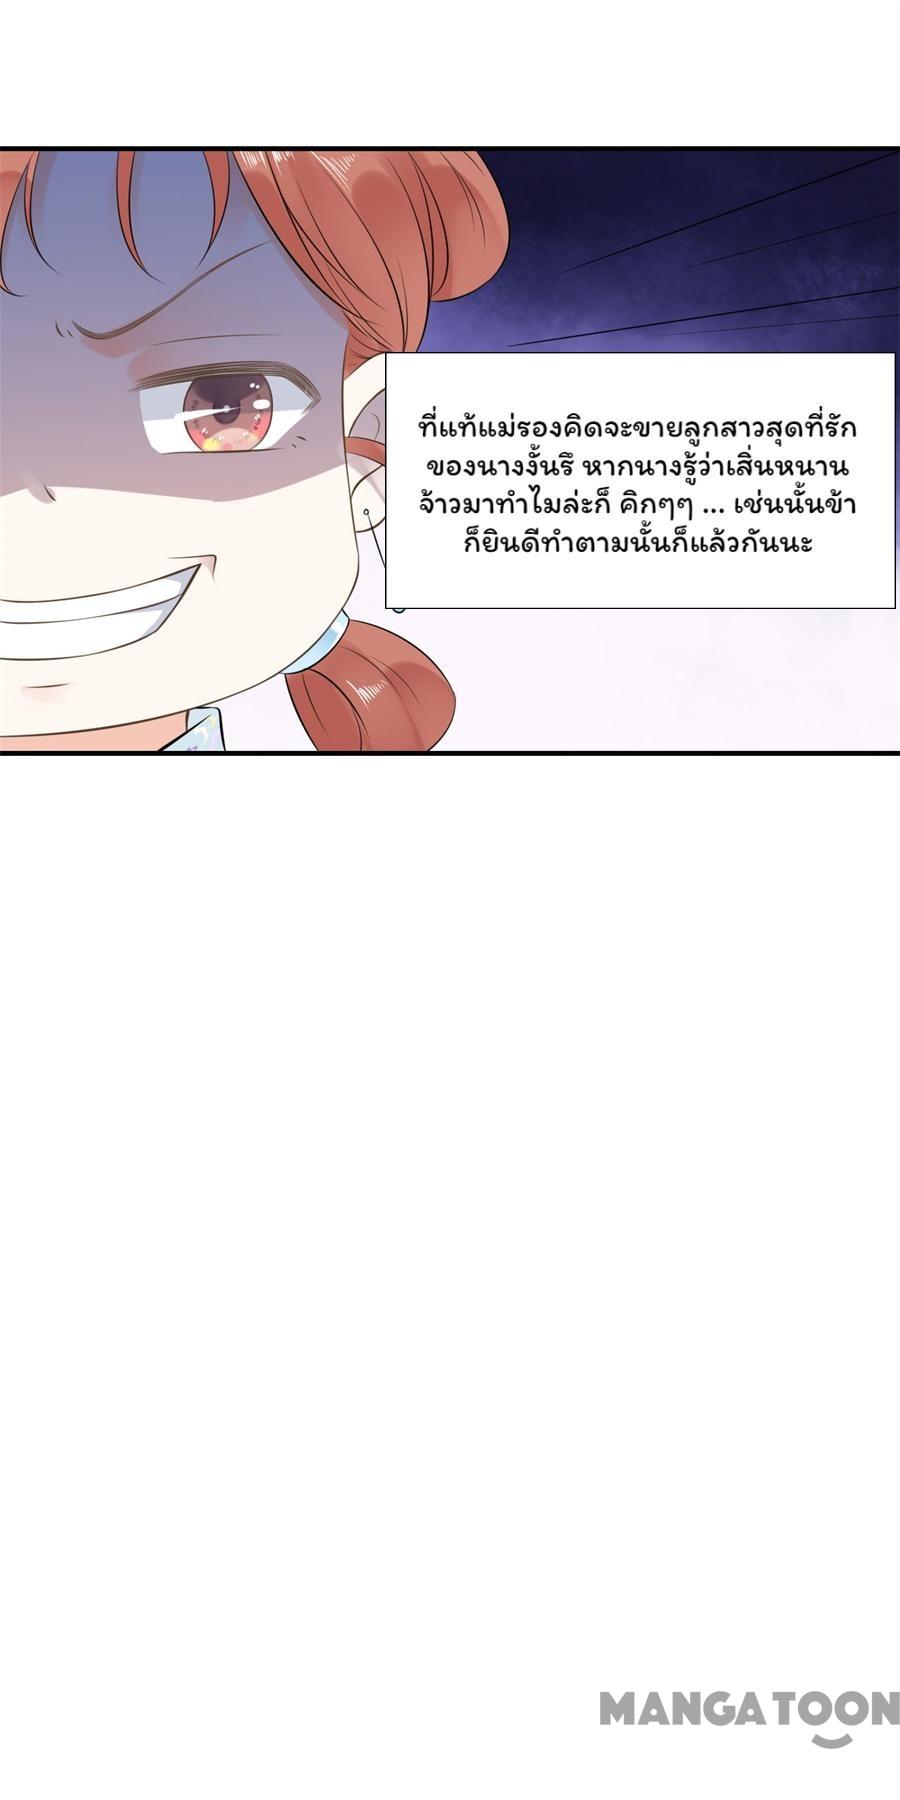 ที่แท้แม่รองคิดจะขายลูกสาวสุดที่รัก
ของนางงั้นรึ หากนางรู้ว่าเสิ่นหนาน
จ้าวมาทำไมล่ะก็ คิกๆๆ ... เช่นนั้นข้า
ก็ยินดีทำตามนั้นก็แล้วกันนะ
MANGATOON